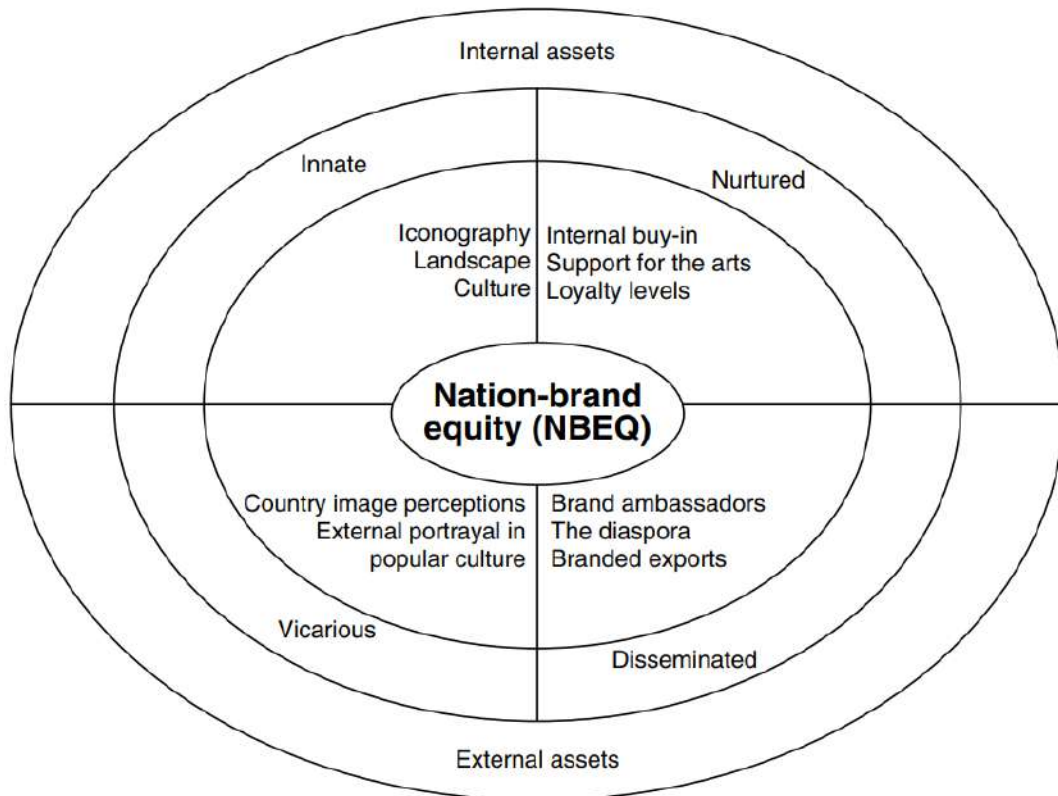 Internal assets
Innate
Nurtured
Iconography
Landscape
Culture
Internal buy-in
Support for the arts
Loyalty levels
Nation-brand
equity (NBEQ)
Country image perceptions
External portrayal in
popular culture
Brand ambassadors
The diaspora
Branded exports
Vicarious
Disseminated
External assets